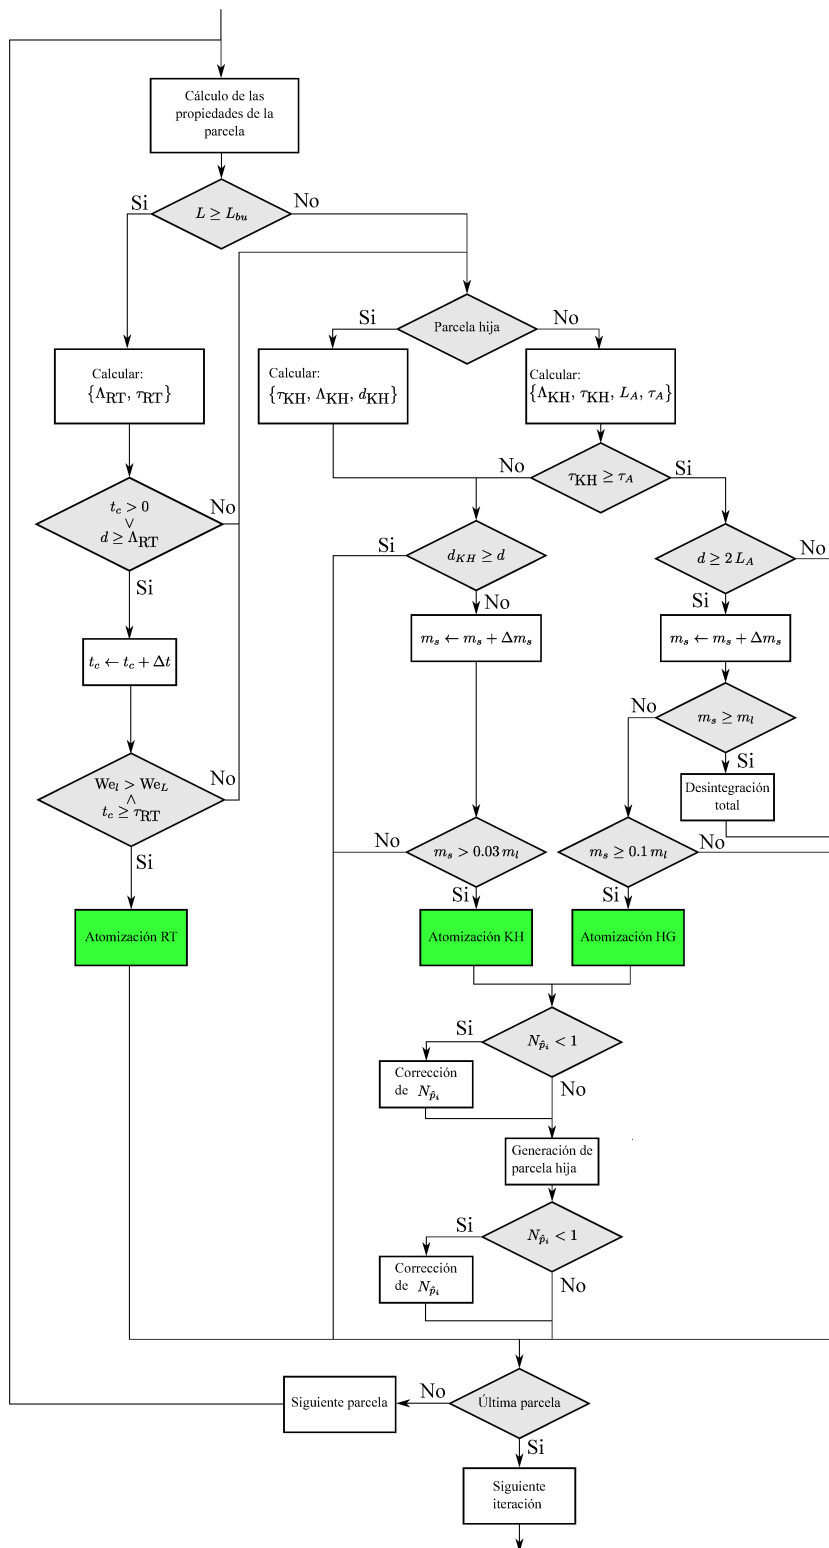 Cálculo de las
propiedades de la
parcela
Si
L ≥ L_bu
No
Si
Parcela hija
No
Calcular:
{Λ_RT, τ_RT}
Calcular:
{τ_KH, Λ_KH, d_KH}
Calcular:
{Λ_KH, τ_KH, L_A, τ_A}
No
τ_KH ≥ τ_A
Si
t_c > 0
∨
d ≥ Λ_RT
No
Si
Si
d_KH ≥ d
No
d ≥ 2 L_A
No
Si
t_c ← t_c + Δt
m_s ← m_s + Δm_s
m_s ← m_s + Δm_s
No
m_s ≥ m_l
Si
We_l > We_L
∧
t_c ≥ τ_RT
No
Si
Desintegración
total
No
m_s > 0.03 m_l
Si
m_s ≥ 0.1 m_l
No
Si
Atomización RT
Atomización KH
Atomización HG
Si
N_p̂_i < 1
No
Corrección
de N_p̂_i
Generación de
parcela hija
Si
N_p̂_i < 1
No
Corrección
de N_p̂_i
Siguiente parcela
No
Última parcela
Si
Siguiente
iteración